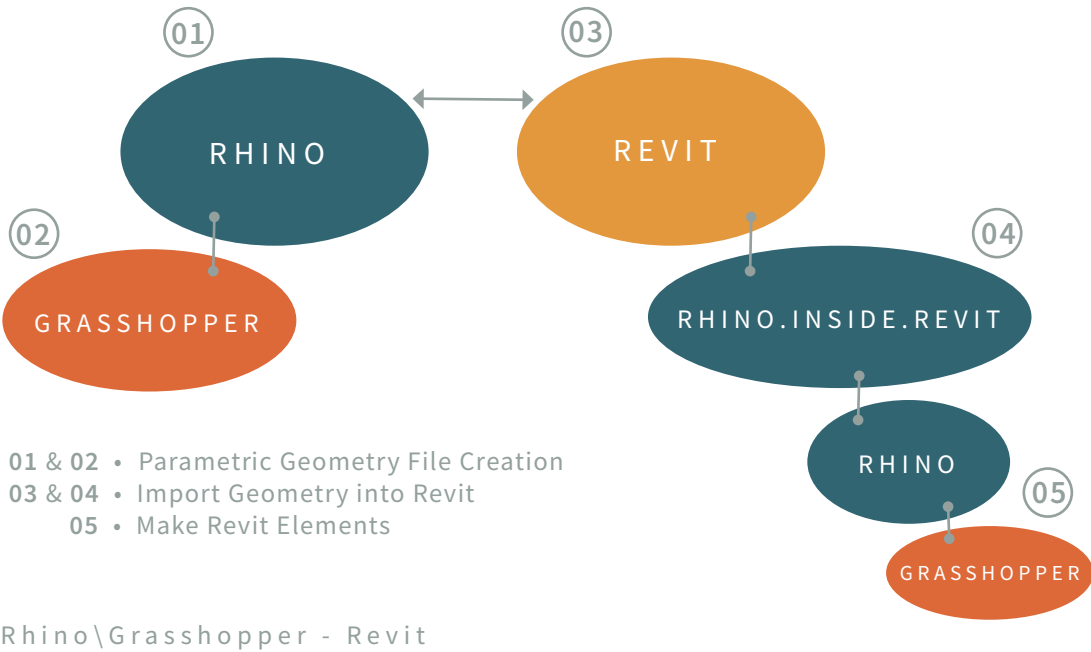 01
03
RHINO
REVIT
02
04
GRASSHOPPER
RHINO.INSIDE.REVIT
01 & 02 • Parametric Geometry File Creation
03 & 04 • Import Geometry into Revit
05 • Make Revit Elements
RHINO
05
GRASSHOPPER
Rhino\Grasshopper - Revit